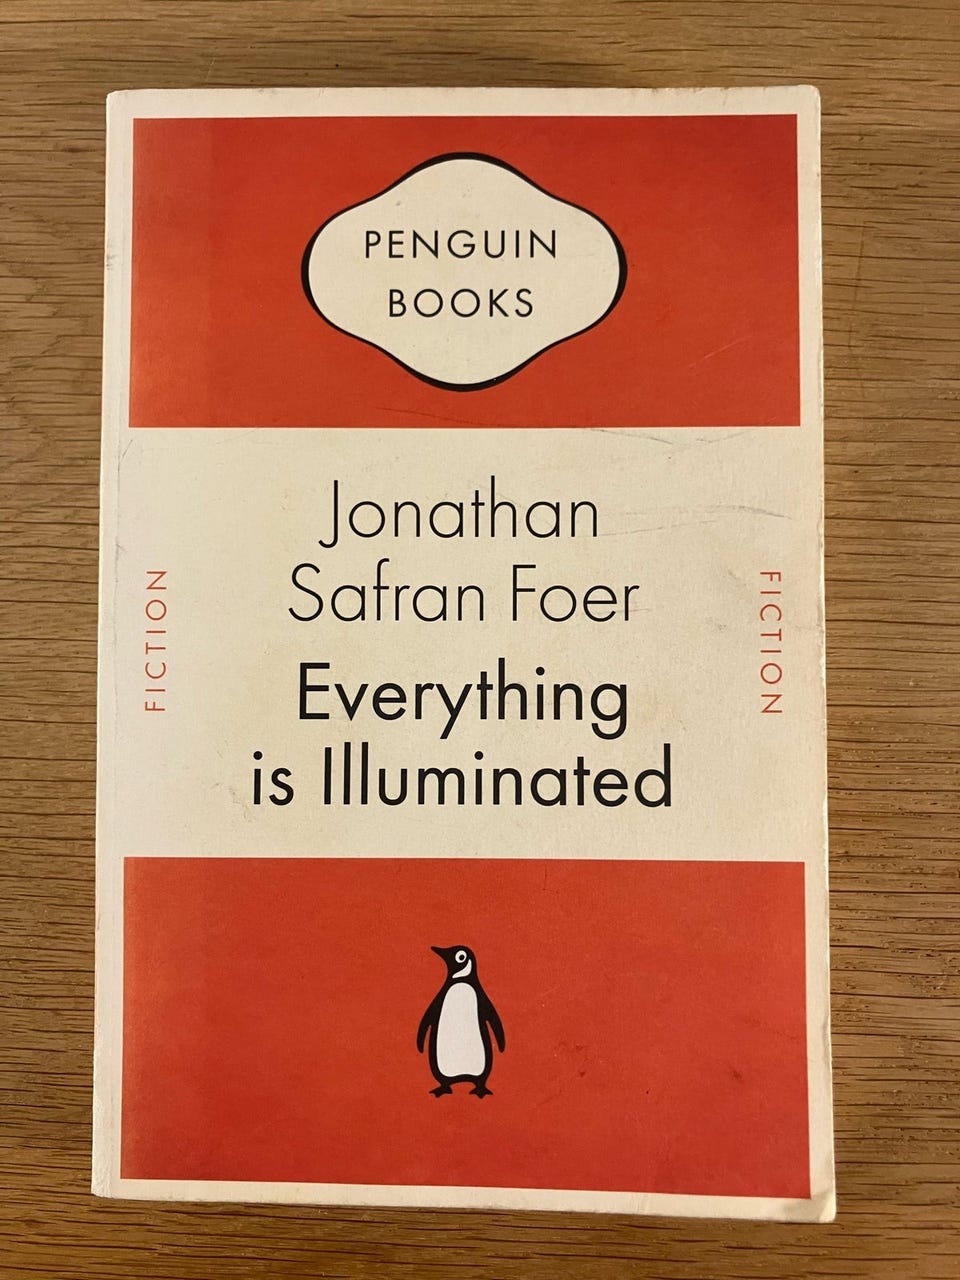 PENGUIN
BOOKS
Jonathan
Safran Foer
Everything
is Illuminated
FICTION
FICTION